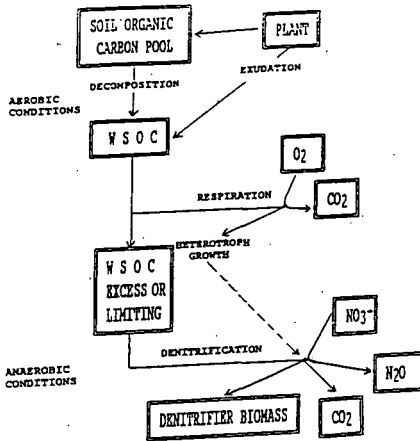 SOIL ORGANIC
CARBON POOL
PLANT
DECOMPOSITION
EXUDATION
AEROBIC
CONDITIONS
W S O C
O2
RESPIRATION
CO2
HETEROTROPH
GROWTH
W S O C
EXCESS OR
LIMITING
NO3-
DENITRIFICATION
N2O
ANAEROBIC
CONDITIONS
DENITRIFIER BIOMASS
CO2